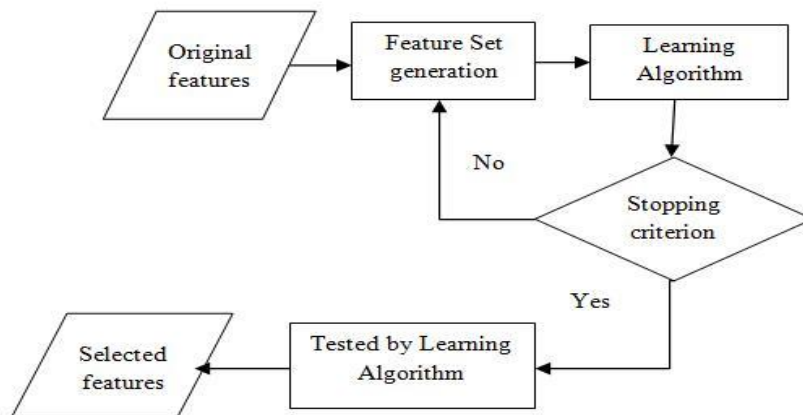 Original
features
Feature Set
generation
Learning
Algorithm
No
Stopping
criterion
Yes
Tested by Learning
Algorithm
Selected
features